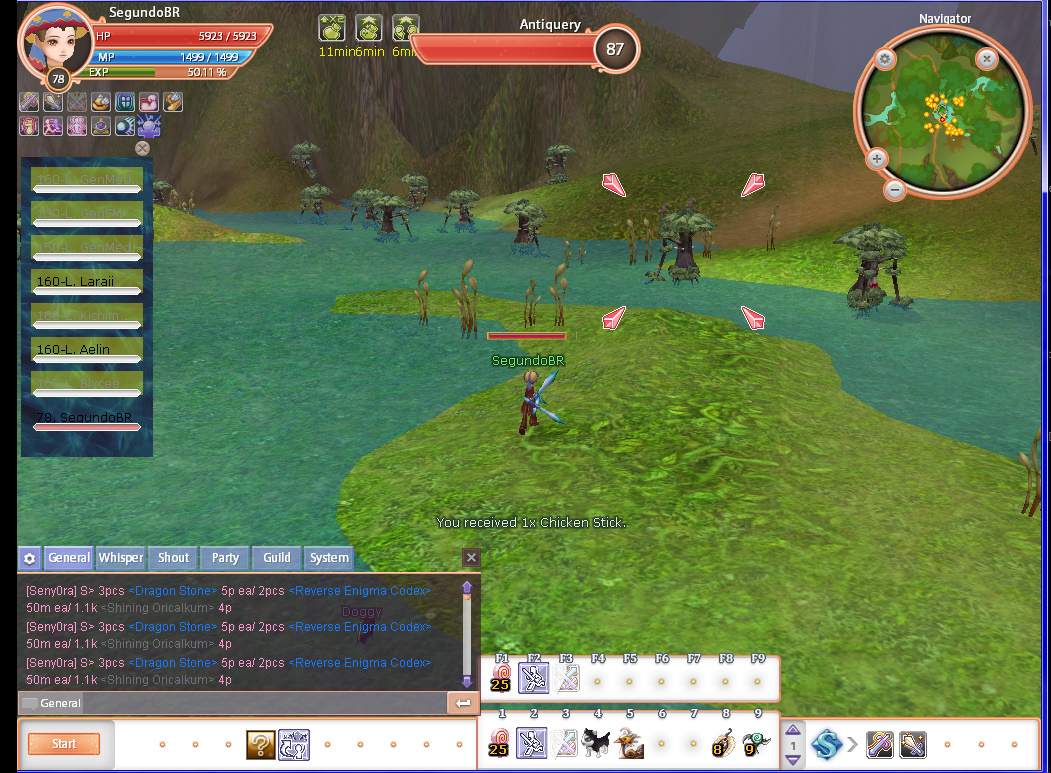 SegundoBR
HP 5923 / 5923
MP 1499 / 1499
EXP 50.11 %
78
11min 6min 6min
Antiquery
87
Navigator
160-L. Laraii
160-L. Aelin
78. SegundoBR
SegundoBR
You received 1x Chicken Stick.
General Whisper Shout Party Guild System
[Seny0ra] S> 3pcs <Dragon Stone> 5p ea/ 2pcs <Reverse Enigma Codex>
50m ea/ 1.1k <Shining Oricalkum> 4p
[Seny0ra] S> 3pcs <Dragon Stone> 5p ea/ 2pcs <Reverse Enigma Codex>
50m ea/ 1.1k <Shining Oricalkum> 4p
Doggy
[Seny0ra] S> 3pcs <Dragon Stone> 5p ea/ 2pcs <Reverse Enigma Codex>
50m ea/ 1.1k <Shining Oricalkum> 4p
General
F1 F2 F3 F4 F5 F6 F7 F8 F9
25
1 2 3 4 5 6 7 8 9
Start
25 8 9
1